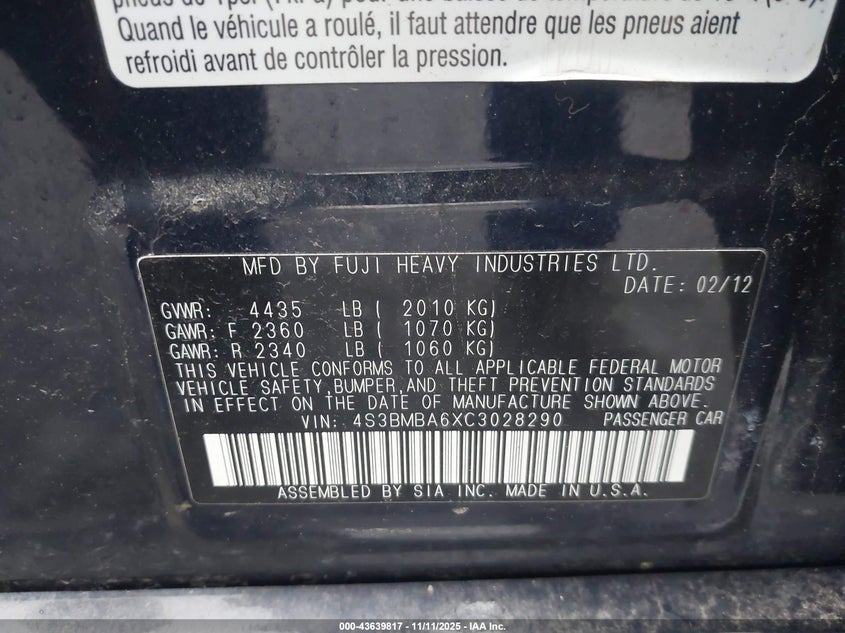 Quand le véhicule a roulé, il faut attendre que les pneus aient
refroidi avant de contrôler la pression.
MFD BY FUJI HEAVY INDUSTRIES LTD.
DATE: 02/12
GVWR: 4435 LB ( 2010 KG)
GAWR: F 2360 LB ( 1070 KG)
GAWR: R 2340 LB ( 1060 KG)
THIS VEHICLE CONFORMS TO ALL APPLICABLE FEDERAL MOTOR
VEHICLE SAFETY,BUMPER,AND THEFT PREVENTION STANDARDS
IN EFFECT ON THE DATE OF MANUFACTURE SHOWN ABOVE.
VIN: 4S3BMBA6XC3028290 PASSENGER CAR
ASSEMBLED BY SIA INC. MADE IN U.S.A.
000-43639817 - 11/11/2025 - IAA Inc.